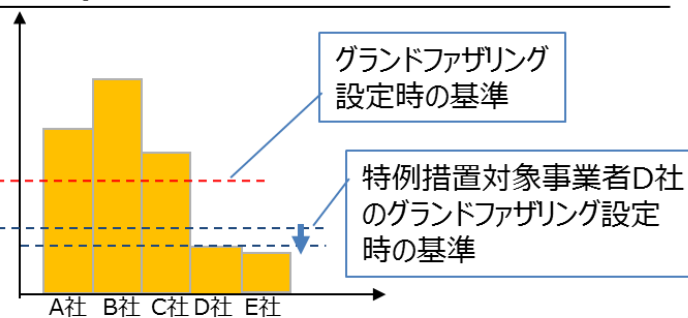 グランドファザリング
設定時の基準
特例措置対象事業者D社
のグランドファザリング設定
時の基準
A社 B社 C社 D社 E社